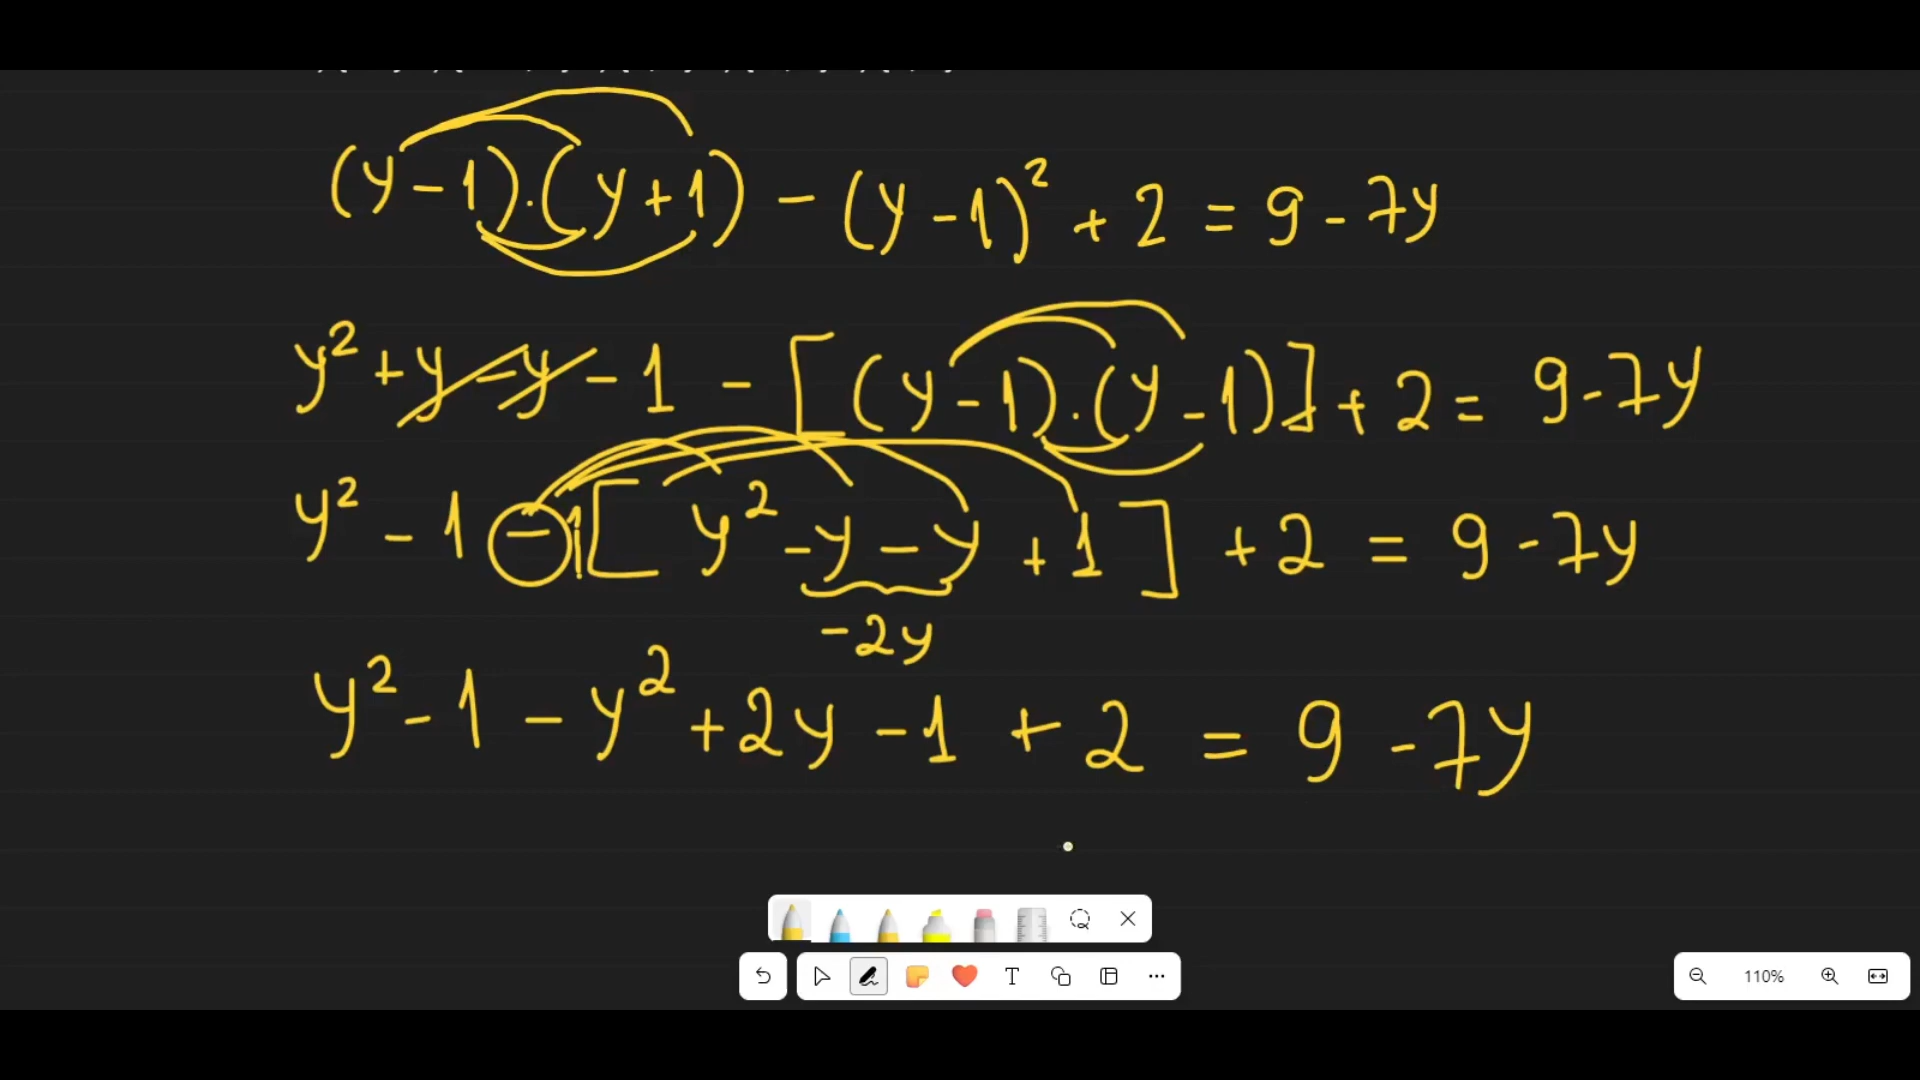 (y-1).(y+1) - (y-1)² + 2 = 9 - 7y
y² + y - y - 1 - [(y-1).(y-1)] + 2 = 9 - 7y
y² - 1 - 1[ y² - y - y + 1 ] + 2 = 9 - 7y
-2y
y² - 1 - y² + 2y - 1 + 2 = 9 - 7y
110%